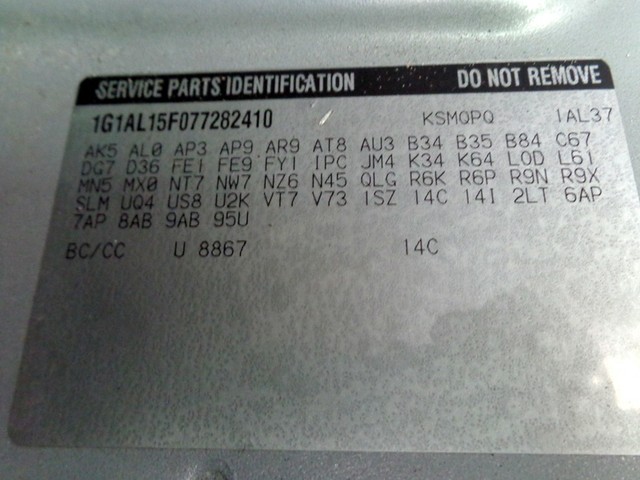 SERVICE PARTS IDENTIFICATION DO NOT REMOVE
1G1AL15F077282410 KSMOPQ 1AL37
AK5 AL0 AP3 AP9 AR9 AT8 AU3 B34 B35 B84 C67
DG7 D36 FE1 FE9 FY1 IPC JM4 K34 K64 LOD L61
MN5 MX0 NT7 NW7 NZ6 N45 QLG R6K R6P R9N R9X
SLM UQ4 US8 U2K VT7 V73 1SZ 14C 14I 2LT 6AP
7AP 8AB 9AB 95U
BC/CC U 8867 14C